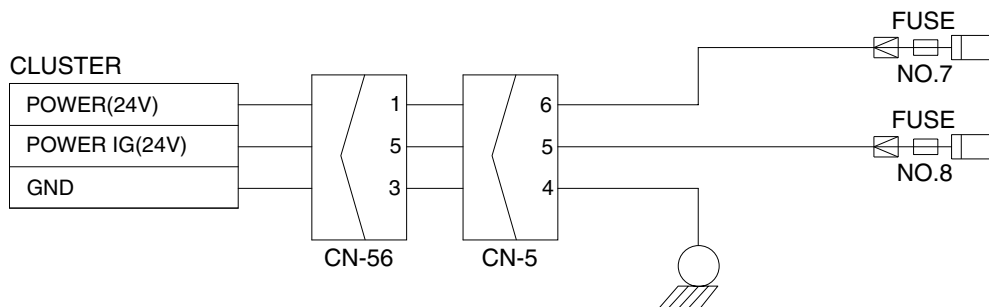 FUSE
NO.7
CLUSTER
POWER(24V)
POWER IG(24V)
GND
1
5
3
CN-56
6
5
4
CN-5
FUSE
NO.8